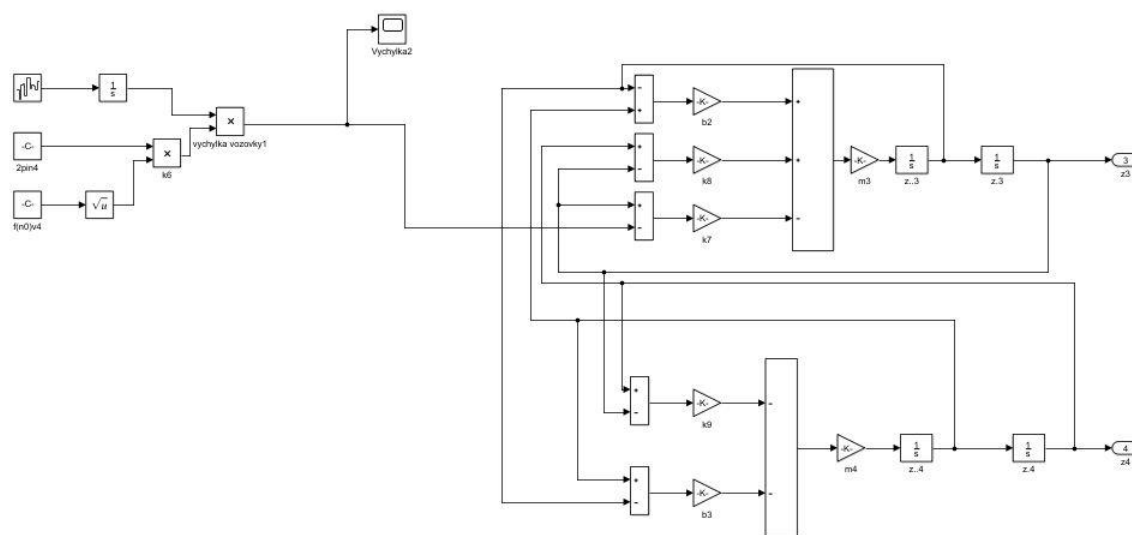 Vychylka2
1
s
-C-
2pin4
×
k6
×
vychylka vozovky1
-C-
f(n0)v4
√u
-K-
b2
-K-
k8
-K-
k7
-K-
m3
1
s
z..3
1
s
z.3
3
z3
-K-
k9
-K-
b3
-K-
m4
1
s
z..4
1
s
z.4
4
z4